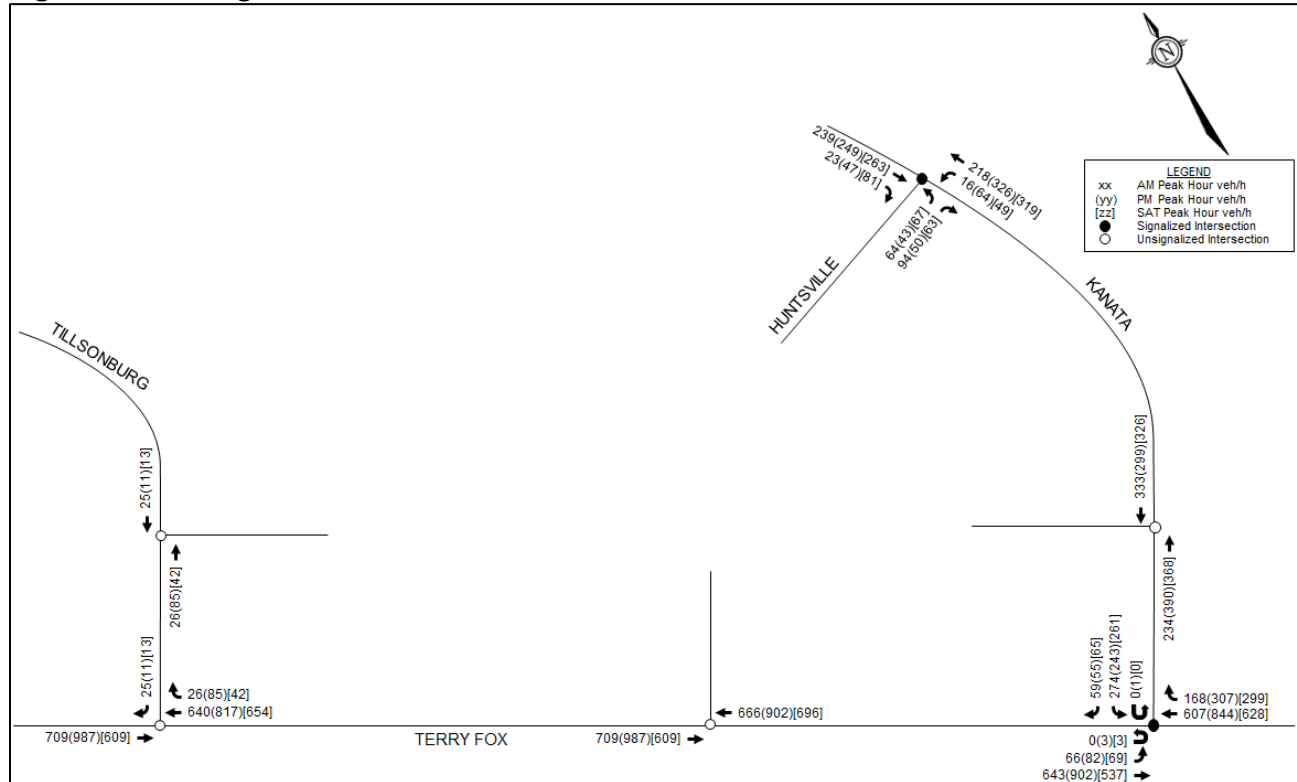 N
239(249)[263]
23(47)[81]
218(326)[319]
16(64)[49]
LEGEND
xx AM Peak Hour veh/h
(yy) PM Peak Hour veh/h
[zz] SAT Peak Hour veh/h
Signalized Intersection
Unsignalized Intersection
64(43)[67]
94(50)[63]
HUNTSVILLE
KANATA
TILLSONBURG
25(11)[13]
333(299)[326]
26(85)[42]
234(390)[368]
25(11)[13]
26(85)[42]
640(817)[654]
709(987)[609]
TERRY FOX
666(902)[696]
709(987)[609]
59(55)[65]
274(243)[261]
0(1)[0]
168(307)[299]
607(844)[628]
0(3)[3]
66(82)[69]
643(902)[537]